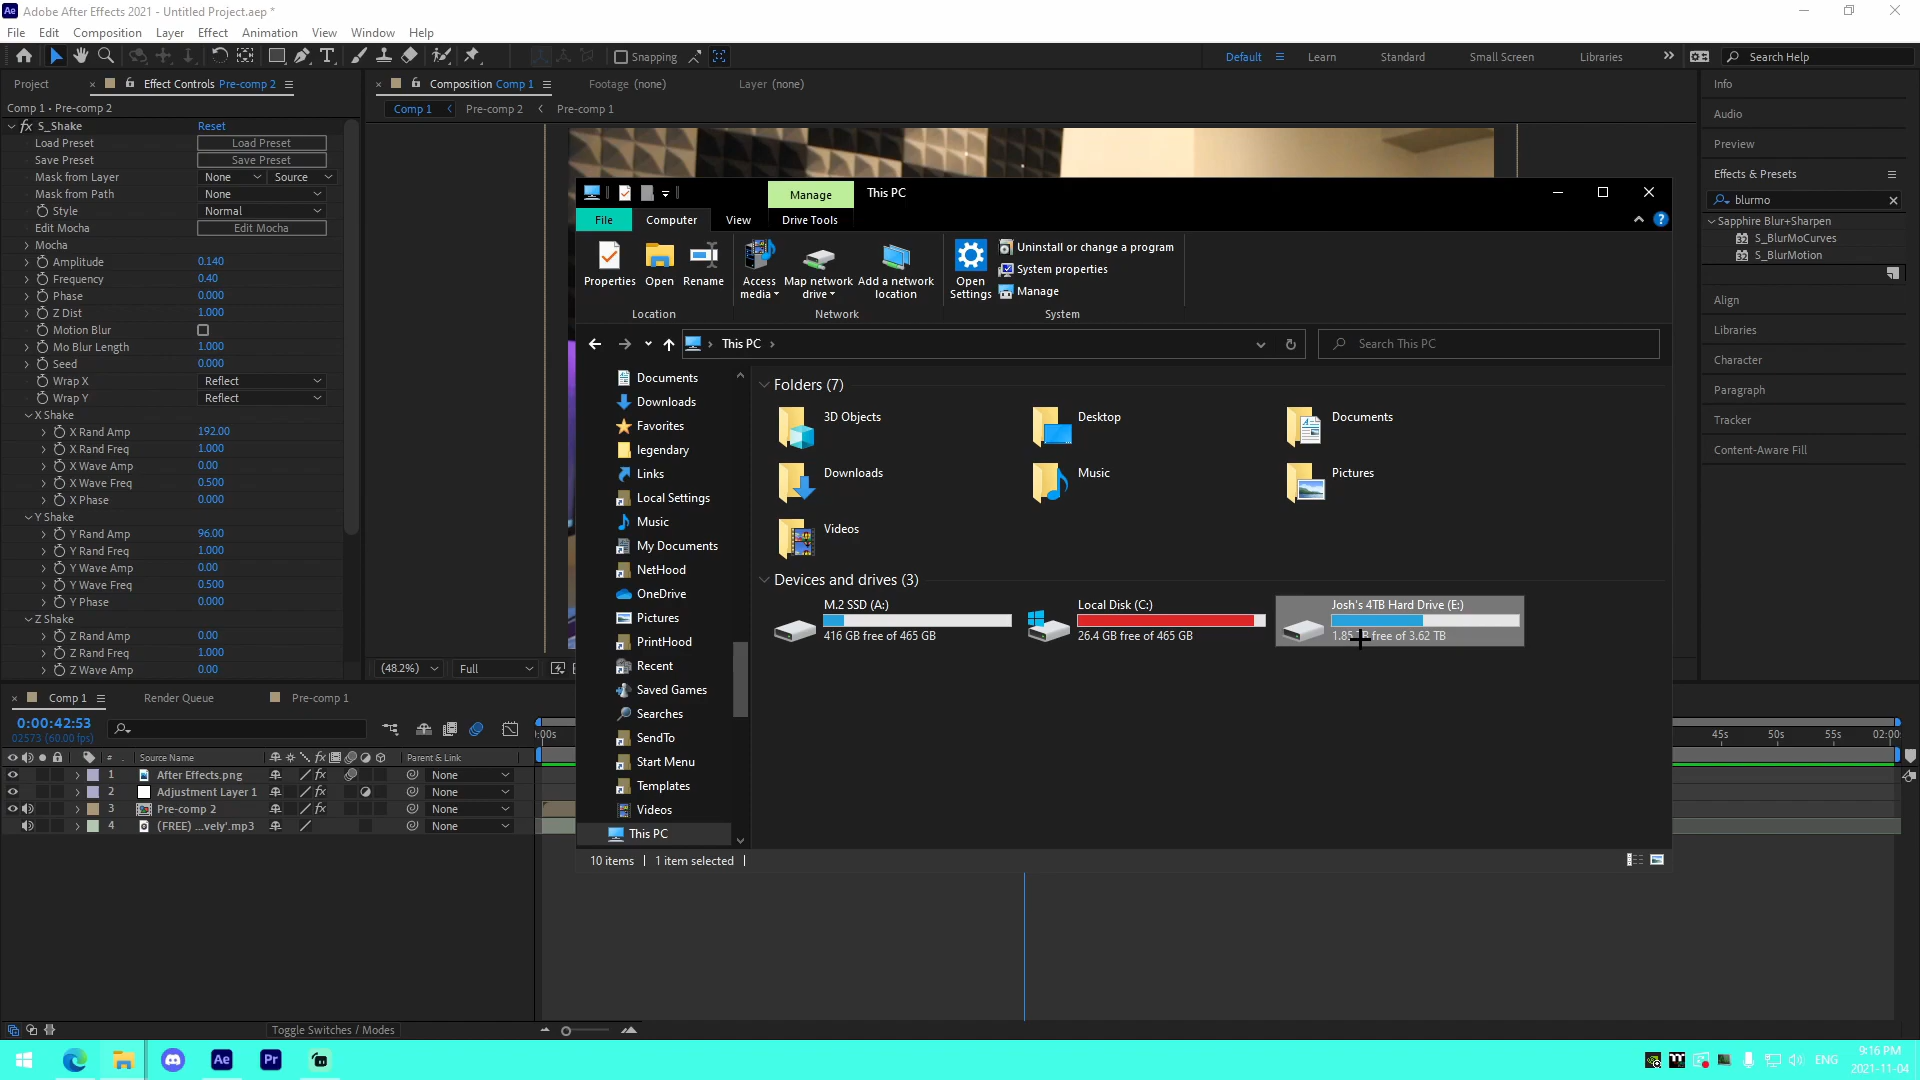 Adobe After Effects 2021 - Untitled Project.aep *
File Edit Composition Layer Effect Animation View Window Help
Snapping Default Learn Standard Small Screen Libraries Search Help
Project Effect Controls Pre-comp 2
Comp 1 • Pre-comp 2
fx S_Shake Reset
Load Preset Load Preset
Save Preset Save Preset
Mask from Layer None Source
Mask from Path None
Style Normal
Edit Mocha Edit Mocha
Mocha
Amplitude 0.140
Frequency 0.40
Phase 0.000
Z Dist 1.000
Motion Blur
Mo Blur Length 1.000
Seed 0.000
Wrap X Reflect
Wrap Y Reflect
X Shake
X Rand Amp 192.00
X Rand Freq 1.000
X Wave Amp 0.00
X Wave Freq 0.500
X Phase 0.000
Y Shake
Y Rand Amp 96.00
Y Rand Freq 1.000
Y Wave Amp 0.00
Y Wave Freq 0.500
Y Phase 0.000
Z Shake
Z Rand Amp 0.00
Z Rand Freq 1.000
Z Wave Amp 0.00
Composition Comp 1 Footage (none) Layer (none)
Comp 1 Pre-comp 2 Pre-comp 1
(48.2%) Full
Manage This PC
File Computer View Drive Tools
Properties Open Rename
Location
Access media
Map network drive
Add a network location
Network
Open Settings
Uninstall or change a program
System properties
Manage
System
This PC
Search This PC
Documents
Downloads
Favorites
legendary
Links
Local Settings
Music
My Documents
NetHood
OneDrive
Pictures
PrintHood
Recent
Saved Games
Searches
SendTo
Start Menu
Templates
Videos
This PC
Folders (7)
3D Objects Desktop Documents
Downloads Music Pictures
Videos
Devices and drives (3)
M.2 SSD (A:) Local Disk (C:) Josh's 4TB Hard Drive (E:)
416 GB free of 465 GB 26.4 GB free of 465 GB free of 3.62 TB
10 items 1 item selected
Info
Audio
Preview
Effects & Presets
blurmo
Sapphire Blur+Sharpen
32 S_BlurMoCurves
32 S_BlurMotion
Align
Libraries
Character
Paragraph
Tracker
Content-Aware Fill
Comp 1 Render Queue Pre-comp 1
0:00:42:53
02573 (60.00 fps)
:00s 45s 50s 55s 02:00
# Source Name fx Parent & Link
1 After Effects.png fx None
2 Adjustment Layer 1 fx None
3 Pre-comp 2 fx None
4 (FREE) ...vely'.mp3 None
Toggle Switches / Modes
Ae Pr
ENG
9:16 PM
2021-11-04